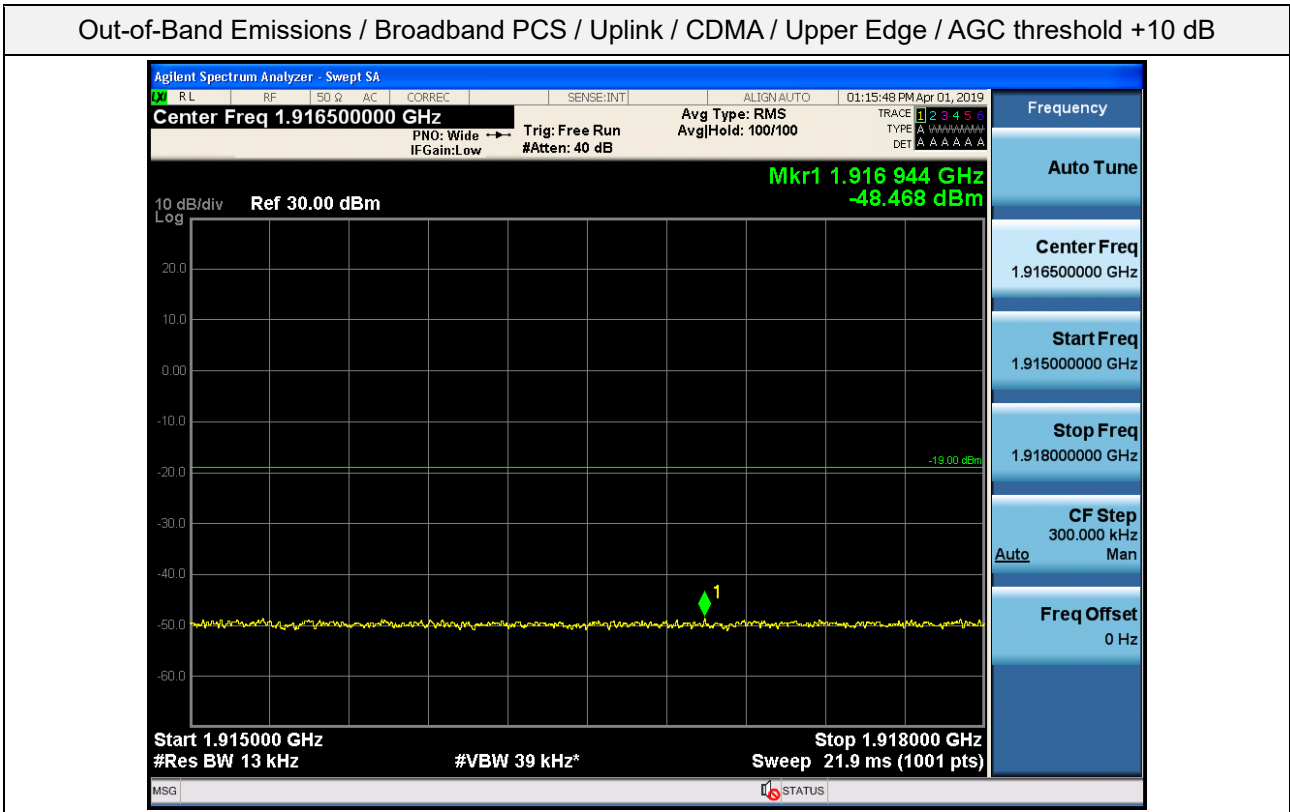 Out-of-Band Emissions / Broadband PCS / Uplink / CDMA / Upper Edge / AGC threshold +10 dB
Agilent Spectrum Analyzer - Swept SA
LXI RL RF 50 Ω AC CORREC SENSE:INT ALIGN AUTO 01:15:48 PM Apr 01, 2019
Center Freq 1.916500000 GHz
PNO: Wide
IFGain:Low
Trig: Free Run
#Atten: 40 dB
Avg Type: RMS
Avg|Hold: 100/100
TRACE 1 2 3 4 5 6
TYPE A WWWWW
DET A A A A A A
Mkr1 1.916 944 GHz
-48.468 dBm
10 dB/div Ref 30.00 dBm
Log
20.0
10.0
0.00
-10.0
-19.00 dBm
-20.0
-30.0
-40.0
1
-50.0
-60.0
Start 1.915000 GHz Stop 1.918000 GHz
#Res BW 13 kHz #VBW 39 kHz* Sweep 21.9 ms (1001 pts)
MSG STATUS
Frequency
Auto Tune
Center Freq
1.916500000 GHz
Start Freq
1.915000000 GHz
Stop Freq
1.918000000 GHz
CF Step
300.000 kHz
Auto Man
Freq Offset
0 Hz